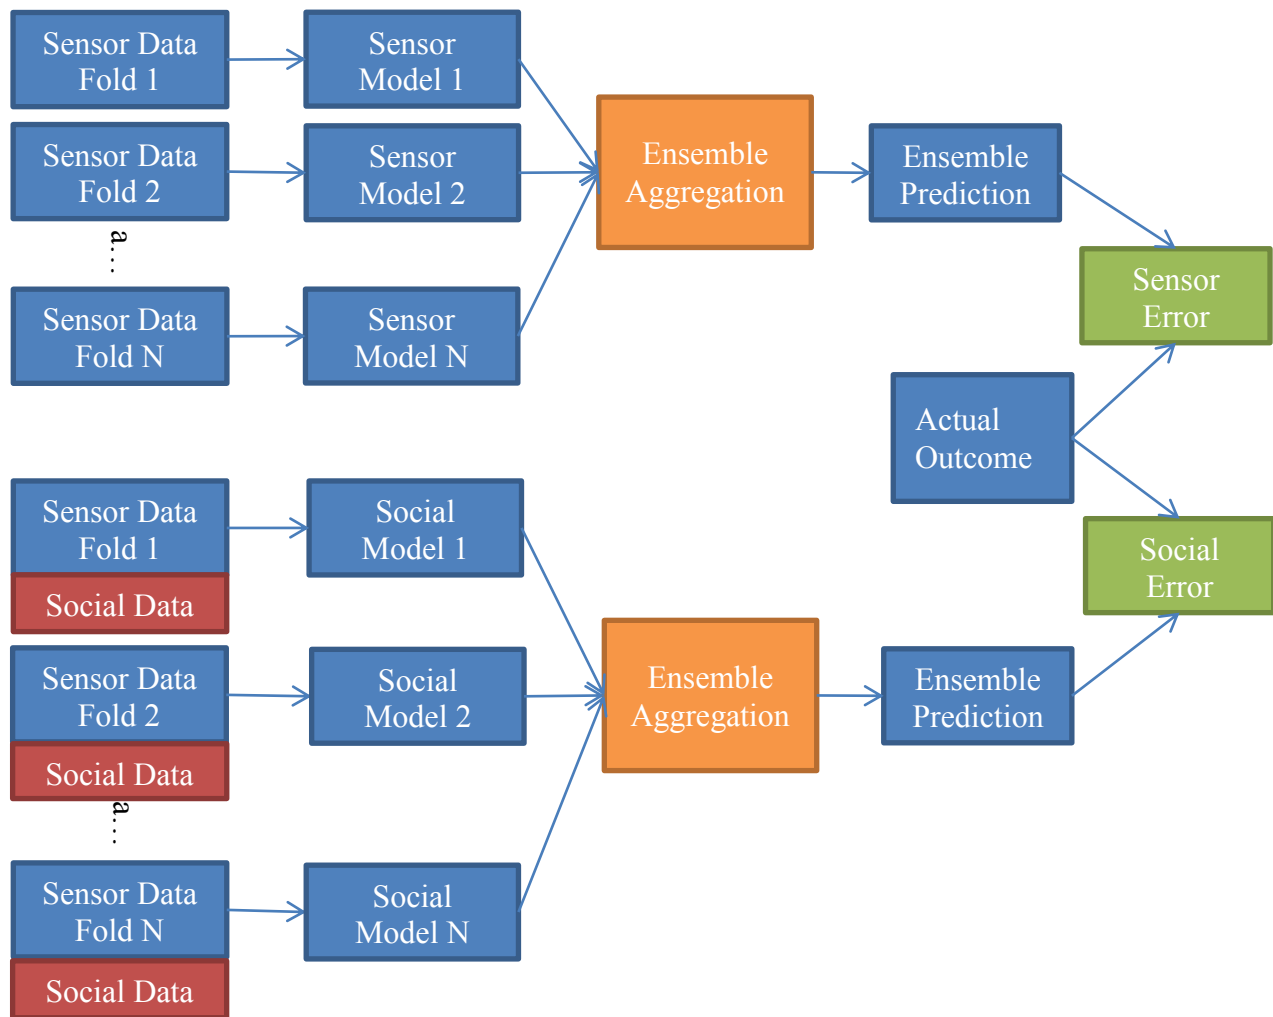 Sensor Data
Fold 1
Sensor
Model 1
Sensor Data
Fold 2
Sensor
Model 2
a....
Sensor Data
Fold N
Sensor
Model N
Ensemble
Aggregation
Ensemble
Prediction
Sensor
Error
Actual
Outcome
Sensor Data
Fold 1
Social Data
Social
Model 1
Sensor Data
Fold 2
Social Data
Social
Model 2
a....
Sensor Data
Fold N
Social Data
Social
Model N
Ensemble
Aggregation
Ensemble
Prediction
Social
Error